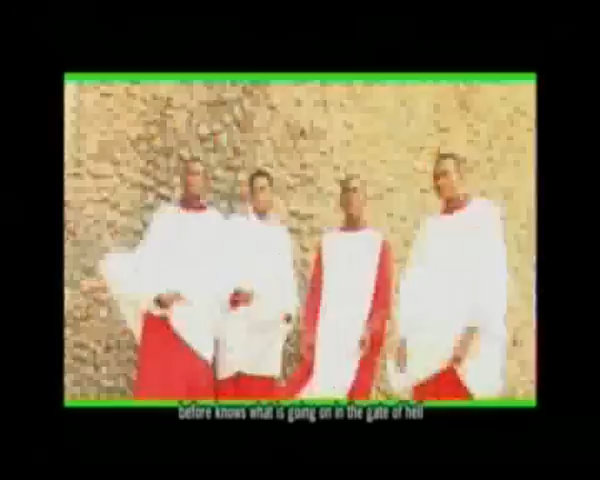 before knows what is going on in the gate of hell